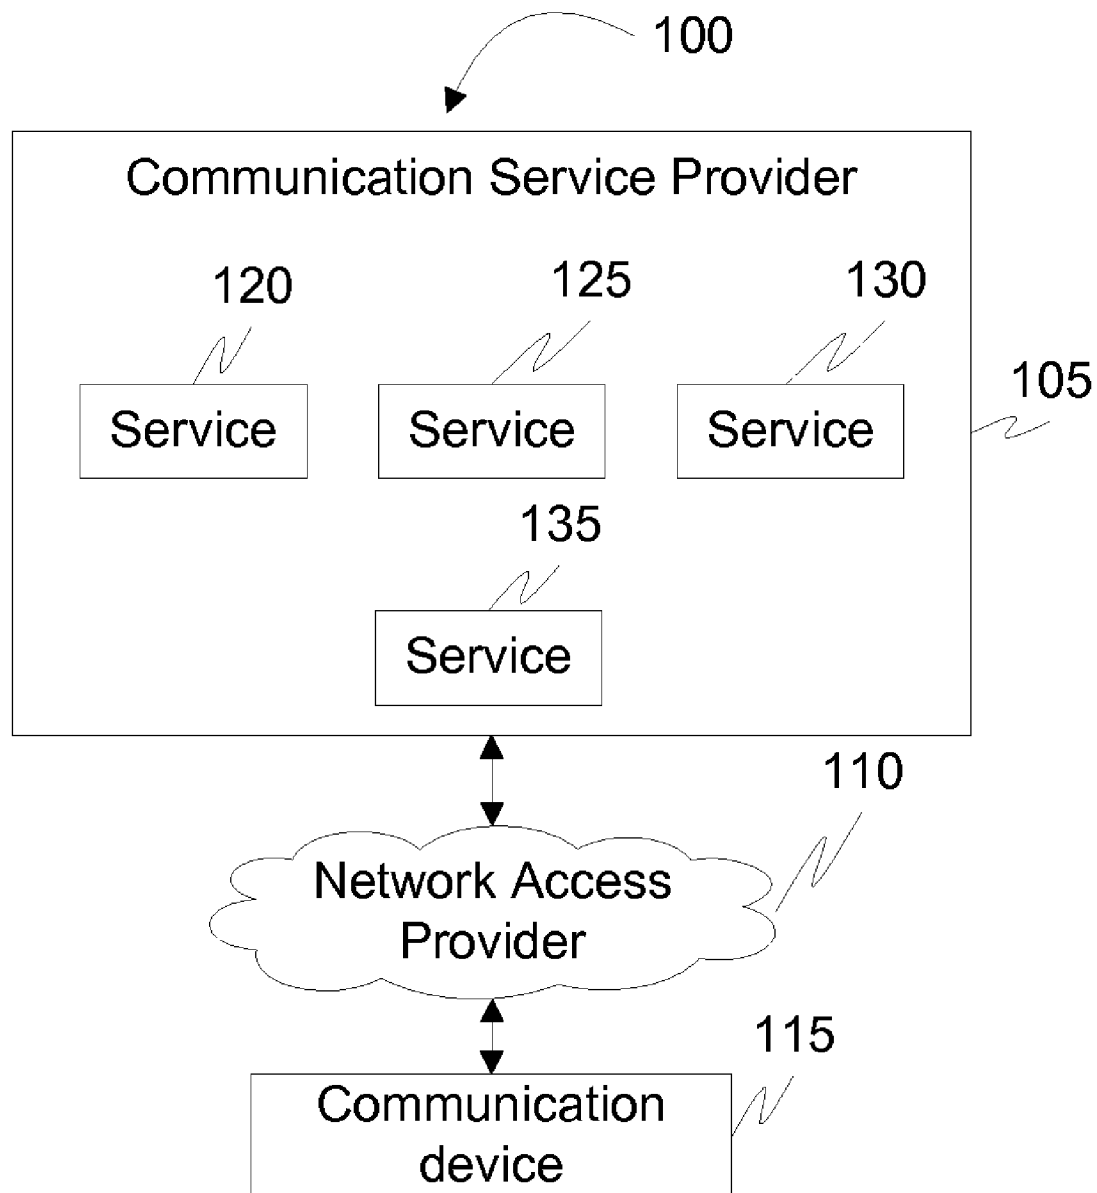 100
Communication Service Provider
120
125
130
105
Service
Service
Service
135
Service
110
Network Access
Provider
115
Communication
device